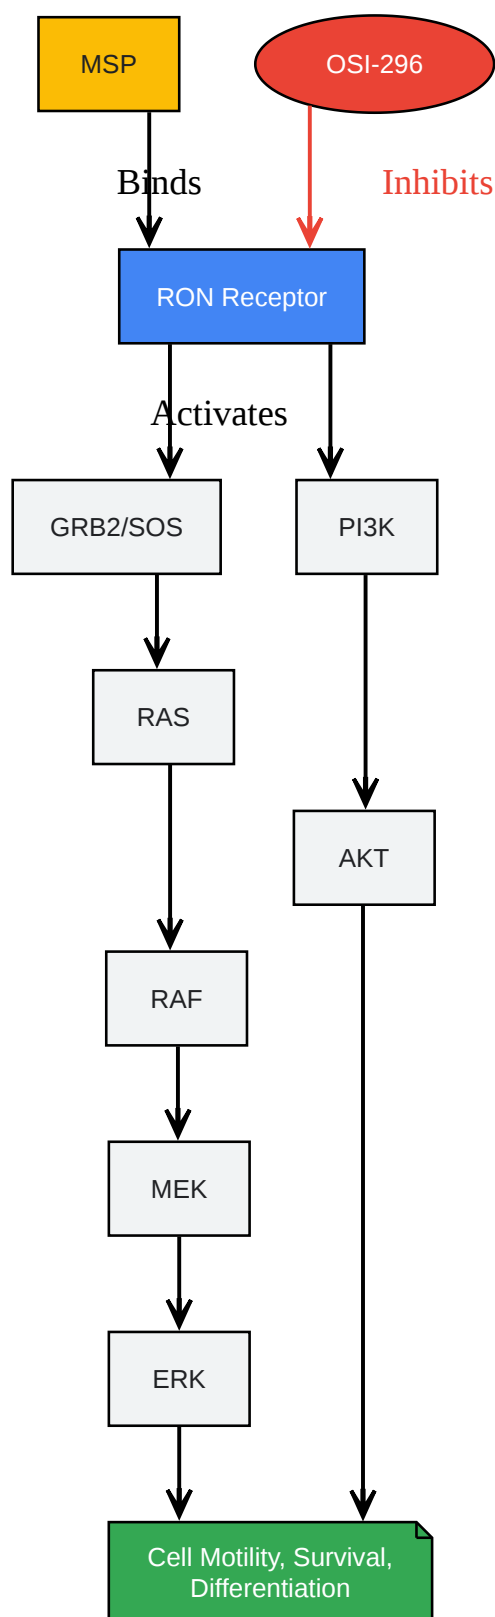 MSP
OSI-296
Binds
Inhibits
RON Receptor
Activates
GRB2/SOS
PI3K
RAS
AKT
RAF
MEK
ERK
Cell Motility, Survival,
Differentiation